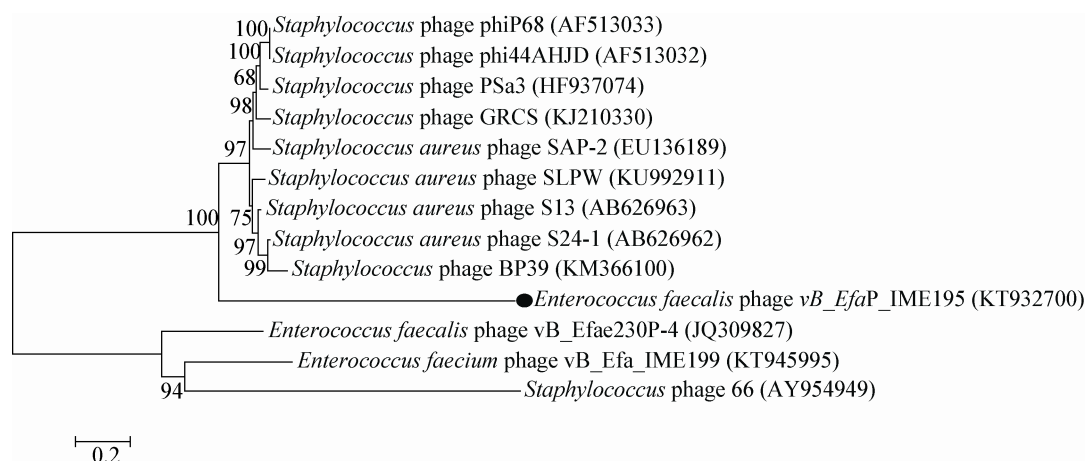 100 Staphylococcus phage phiP68 (AF513033)
100 Staphylococcus phage phi44AHJD (AF513032)
68 Staphylococcus phage PSa3 (HF937074)
98 Staphylococcus phage GRCS (KJ210330)
97 Staphylococcus aureus phage SAP-2 (EU136189)
Staphylococcus aureus phage SLPW (KU992911)
100 75 Staphylococcus aureus phage S13 (AB626963)
97 Staphylococcus aureus phage S24-1 (AB626962)
99 Staphylococcus phage BP39 (KM366100)
Enterococcus faecalis phage vB_EfaP_IME195 (KT932700)
Enterococcus faecalis phage vB_Efae230P-4 (JQ309827)
Enterococcus faecium phage vB_Efa_IME199 (KT945995)
94 Staphylococcus phage 66 (AY954949)
0.2